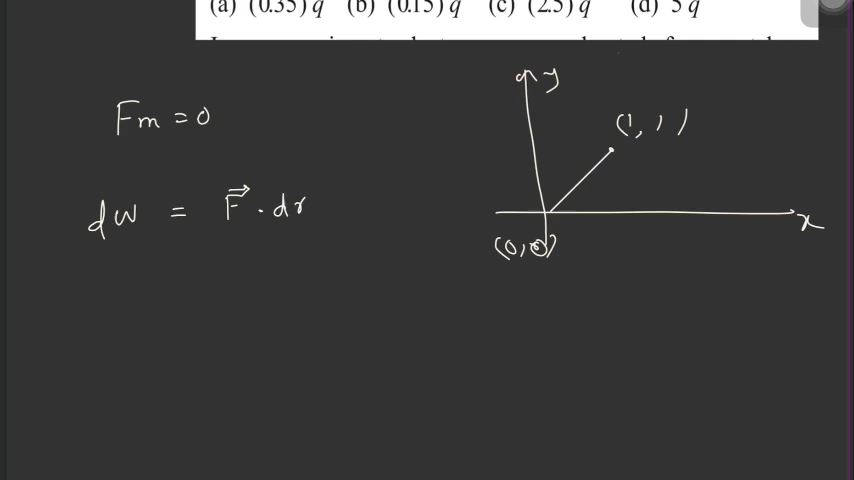 (a) (0.35) q (b) (0.15) q (c) (2.5) q (d) 5 q
y
(1, 1)
Fm = 0
dw = F⃗ . dr
x
(0, 0)